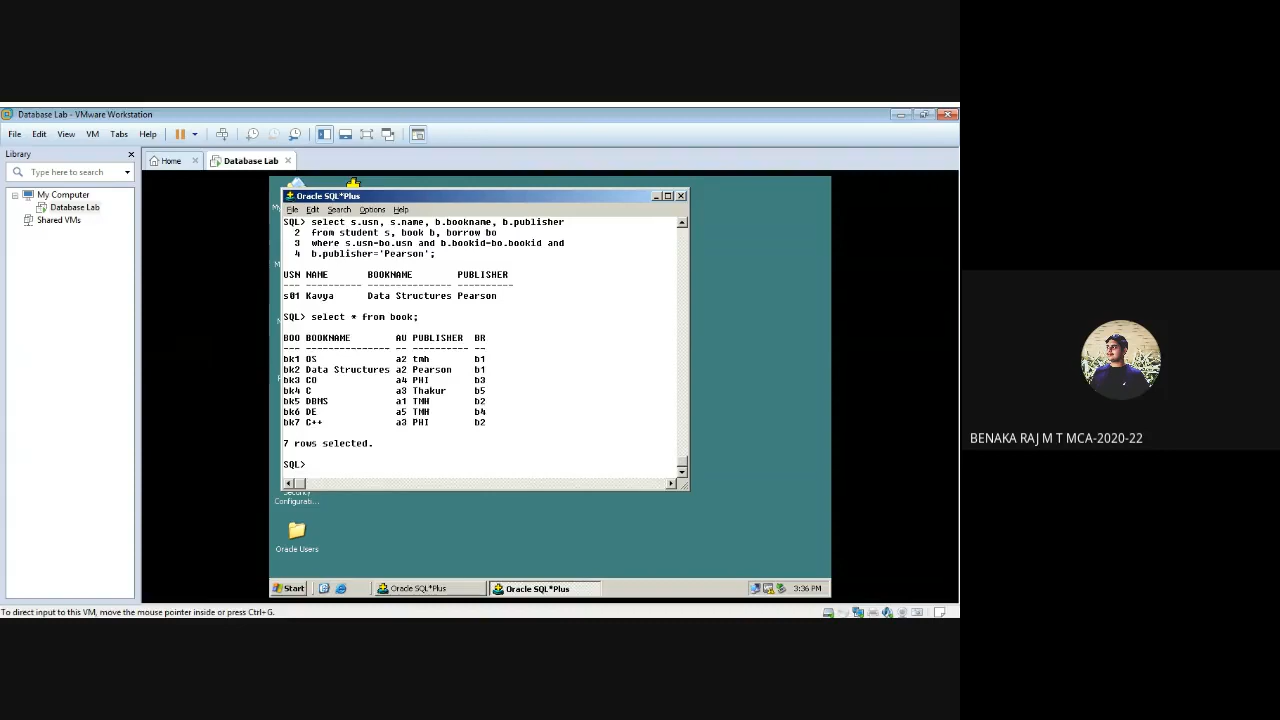 Database Lab - VMware Workstation
File Edit View VM Tabs Help
Library
Type here to search
My Computer
Database Lab
Shared VMs
Home
Database Lab
Oracle SQL*Plus
File Edit Search Options Help
SQL> select s.usn, s.name, b.bookname, b.publisher
2 from student s, book b, borrow bo
3 where s.usn=bo.usn and b.bookid=bo.bookid and
4 b.publisher='Pearson';
USN NAME BOOKNAME PUBLISHER
--- ---------- --------------- ----------
s01 Kavya Data Structures Pearson
SQL> select * from book;
BOO BOOKNAME AU PUBLISHER BR
--- --------------- -- ---------- --
bk1 OS a2 tmh b1
bk2 Data Structures a2 Pearson b1
bk3 CO a4 PHI b3
bk4 C a3 Thakur b5
bk5 DBMS a1 TMH b2
bk6 DE a5 TMH b4
bk7 C++ a3 PHI b2
7 rows selected.
SQL>
Configurati...
Oracle Users
Start
Oracle SQL*Plus
Oracle SQL*Plus
3:36 PM
To direct input to this VM, move the mouse pointer inside or press Ctrl+G.
BENAKA RAJ M T MCA-2020-22